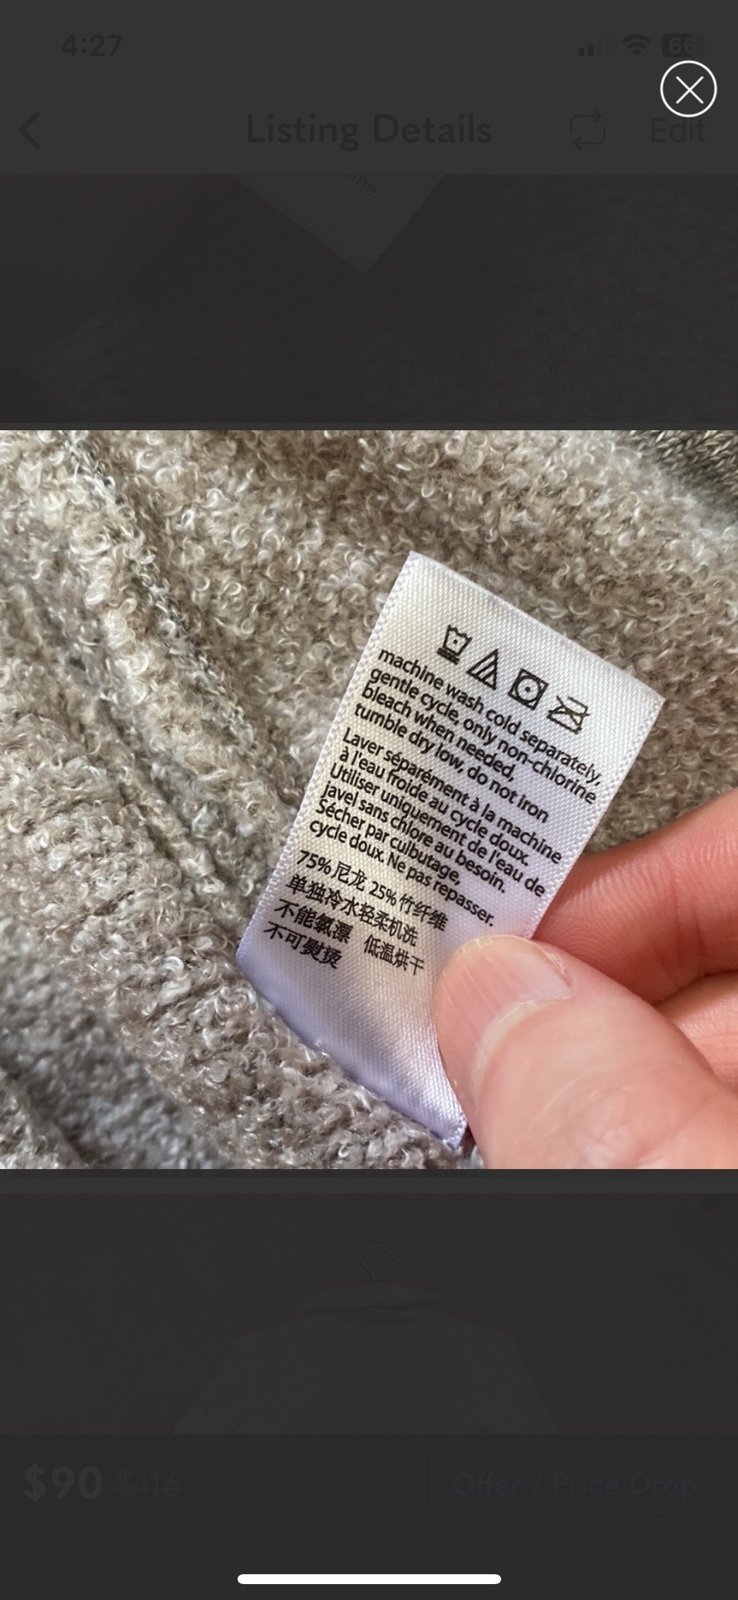 4:27
66
Listing Details
Edit
machine wash cold separately,
gentle cycle, only non-chlorine
bleach when needed,
tumble dry low, do not iron
Laver séparément à la machine
à l'eau froide au cycle doux.
Utiliser uniquement de l'eau de
Javel sans chlore au besoin.
Sécher par culbutage,
cycle doux. Ne pas repasser.
75% 尼龙 25% 竹纤维
单独冷水轻柔机洗
不能氯漂 低温烘干
不可熨烫
$90 $116
Offer / Price Drop